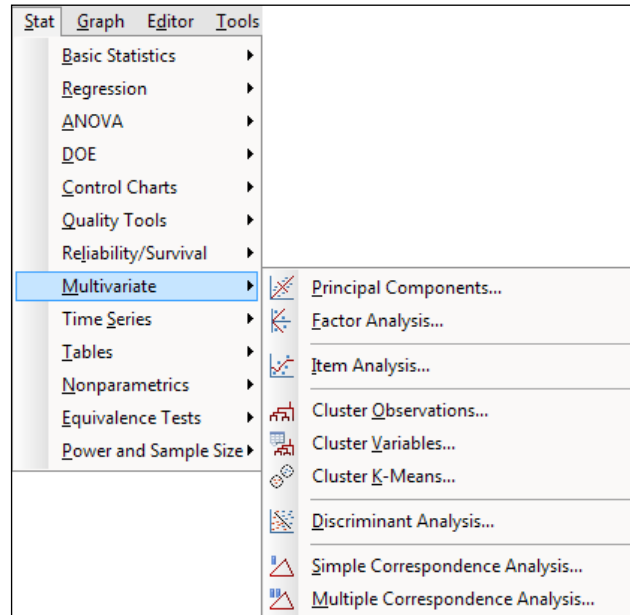 Stat Graph Editor Tools
Basic Statistics
Regression
ANOVA
DOE
Control Charts
Quality Tools
Reliability/Survival
Multivariate
Time Series
Tables
Nonparametrics
Equivalence Tests
Power and Sample Size
Principal Components...
Factor Analysis...
Item Analysis...
Cluster Observations...
Cluster Variables...
Cluster K-Means...
Discriminant Analysis...
Simple Correspondence Analysis...
Multiple Correspondence Analysis...